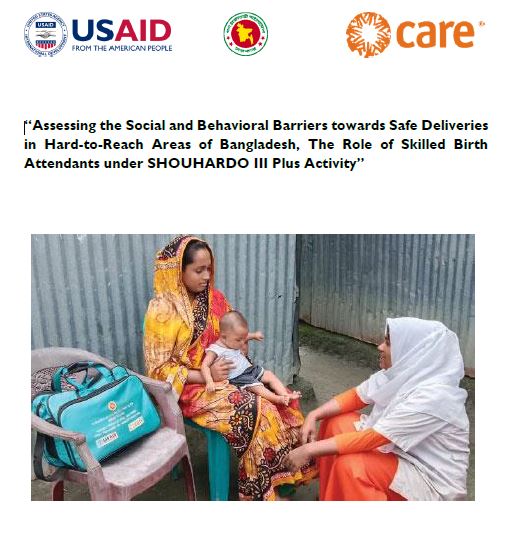 USAID
FROM THE AMERICAN PEOPLE
care
“Assessing the Social and Behavioral Barriers towards Safe Deliveries
in Hard-to-Reach Areas of Bangladesh, The Role of Skilled Birth
Attendants under SHOUHARDO III Plus Activity”